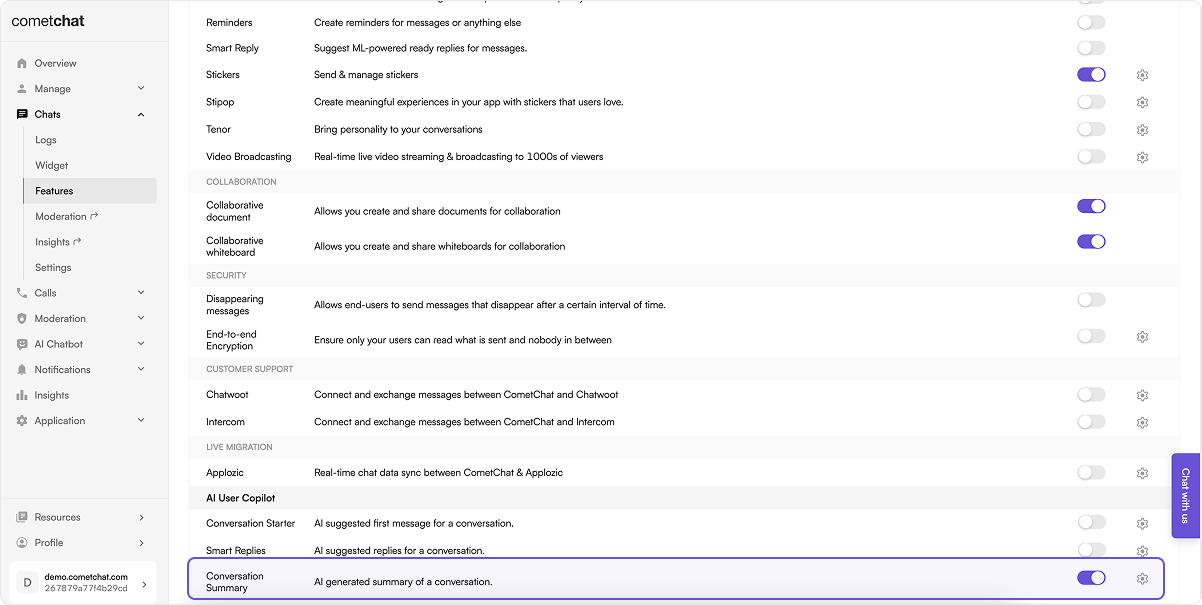 cometchat
Overview
Manage
Chats
Logs
Widget
Features
Moderation
Insights
Settings
Calls
Moderation
AI Chatbot
Notifications
Insights
Application
Resources
Profile
D
demo.cometchat.com
267879a77f4b29cd
Reminders Create reminders for messages or anything else
Smart Reply Suggest ML-powered ready replies for messages.
Stickers Send & manage stickers
Stipop Create meaningful experiences in your app with stickers that users love.
Tenor Bring personality to your conversations
Video Broadcasting Real-time live video streaming & broadcasting to 1000s of viewers
COLLABORATION
Collaborative
document
Allows you create and share documents for collaboration
Collaborative
whiteboard
Allows you create and share whiteboards for collaboration
SECURITY
Disappearing
messages
Allows end-users to send messages that disappear after a certain interval of time.
End-to-end
Encryption
Ensure only your users can read what is sent and nobody in between
CUSTOMER SUPPORT
Chatwoot Connect and exchange messages between CometChat and Chatwoot
Intercom Connect and exchange messages between CometChat and Intercom
LIVE MIGRATION
Applozic Real-time chat data sync between CometChat & Applozic
AI User Copilot
Conversation Starter AI suggested first message for a conversation.
Smart Replies AI suggested replies for a conversation.
Conversation
Summary
AI generated summary of a conversation.
Chat with us